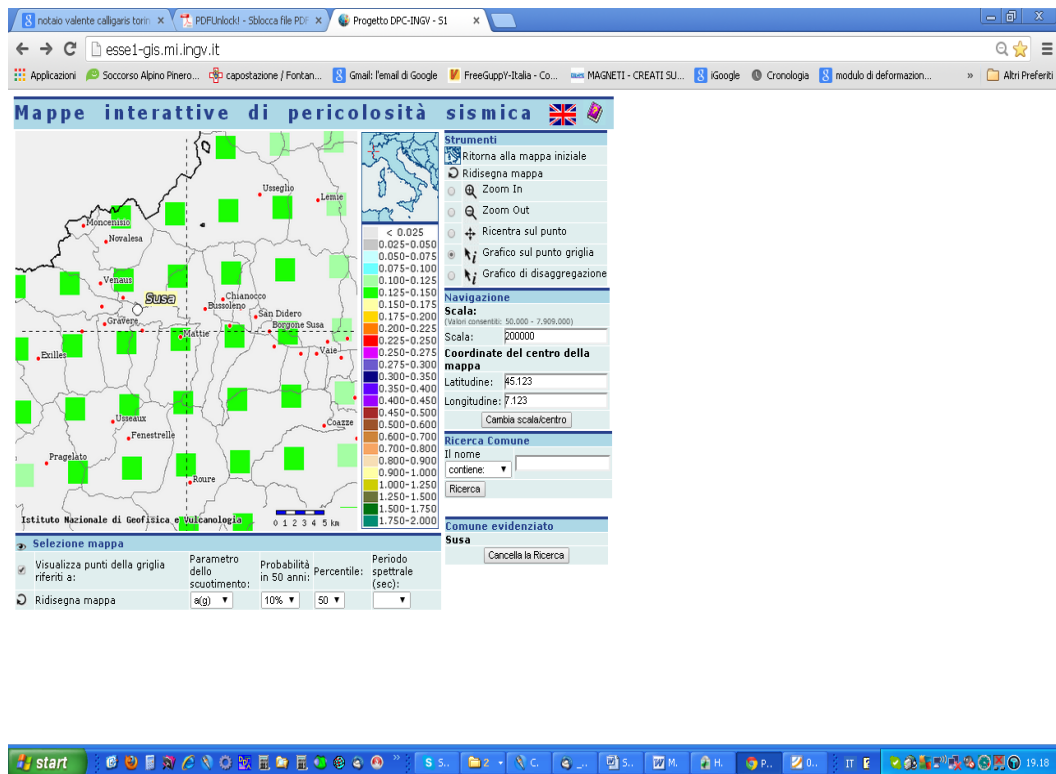 notaio valente calligaris torin
PDFUnlock! - Sblocca file PDF
Progetto DPC-INGV - S1
esse1-gis.mi.ingv.it
Applicazioni
Soccorso Alpino Pinero...
capostazione / Fontan...
Gmail: l'email di Google
FreeGuppY-Italia - Co...
MAGNETI - CREATI SU...
iGoogle
Cronologia
modulo di deformazion...
»
Altri Preferiti
Mappe interattive di pericolosità sismica
Usseglio
Lemie
Moncenisio
Novalesa
Venaus
Susa
Chianocco
Bussoleno
San Didero
Gravere
Borgone Susa
Mattie
Vaie
Exilles
Usseaux
Coazze
Fenestrelle
Pragelato
Roure
Istituto Nazionale di Geofisica e Vulcanologia
0 1 2 3 4 5 km
< 0.025
0.025-0.050
0.050-0.075
0.075-0.100
0.100-0.125
0.125-0.150
0.150-0.175
0.175-0.200
0.200-0.225
0.225-0.250
0.250-0.275
0.275-0.300
0.300-0.350
0.350-0.400
0.400-0.450
0.450-0.500
0.500-0.600
0.600-0.700
0.700-0.800
0.800-0.900
0.900-1.000
1.000-1.250
1.250-1.500
1.500-1.750
1.750-2.000
Strumenti
Ritorna alla mappa iniziale
Ridisegna mappa
Zoom In
Zoom Out
Ricentra sul punto
Grafico sul punto griglia
Grafico di disaggregazione
Navigazione
Scala:
(Valori consentiti: 50,000 - 7,909,000)
Scala: 200000
Coordinate del centro della
mappa
Latitudine: 45.123
Longitudine: 7.123
Cambia scala/centro
Ricerca Comune
Il nome
contiene:
Ricerca
Comune evidenziato
Susa
Cancella la Ricerca
Selezione mappa
Visualizza punti della griglia
riferiti a:
Parametro
dello
scuotimento:
Probabilità
in 50 anni:
Percentile:
Periodo
spettrale
(sec):
Ridisegna mappa
a(g)
10%
50
start
S..
2
C.
..
S..
M.
H.
P..
0..
IT
19.18